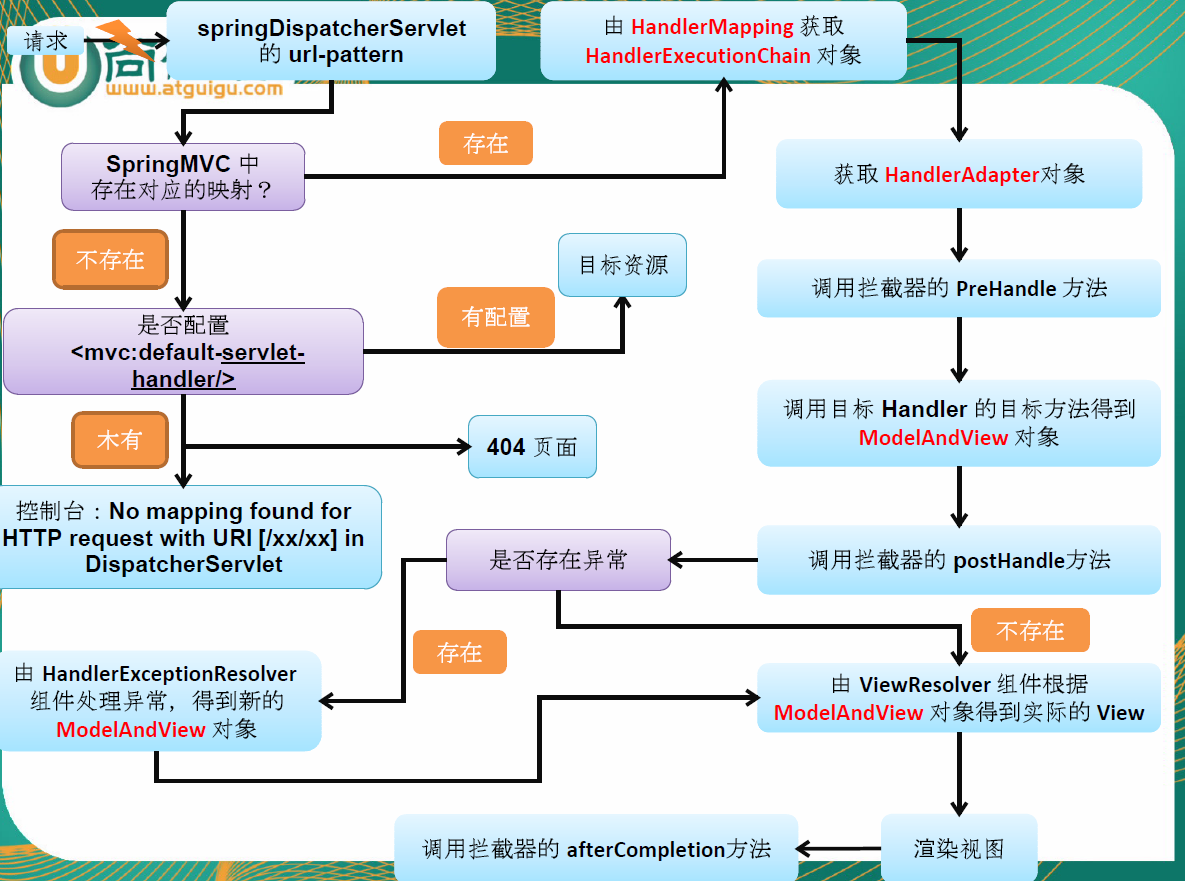 请求
springDispatcherServlet
的 url-pattern
由 HandlerMapping 获取
HandlerExecutionChain 对象
www.atguigu.com
SpringMVC 中
存在对应的映射？
存在
获取 HandlerAdapter对象
不存在
目标资源
调用拦截器的 PreHandle 方法
是否配置
<mvc:default-servlet-
handler/>
有配置
调用目标 Handler 的目标方法得到
ModelAndView 对象
木有
404 页面
控制台：No mapping found for
HTTP request with URI [/xx/xx] in
DispatcherServlet
是否存在异常
调用拦截器的 postHandle方法
存在
不存在
由 HandlerExceptionResolver
组件处理异常，得到新的
ModelAndView 对象
由 ViewResolver 组件根据
ModelAndView 对象得到实际的 View
调用拦截器的 afterCompletion方法
渲染视图